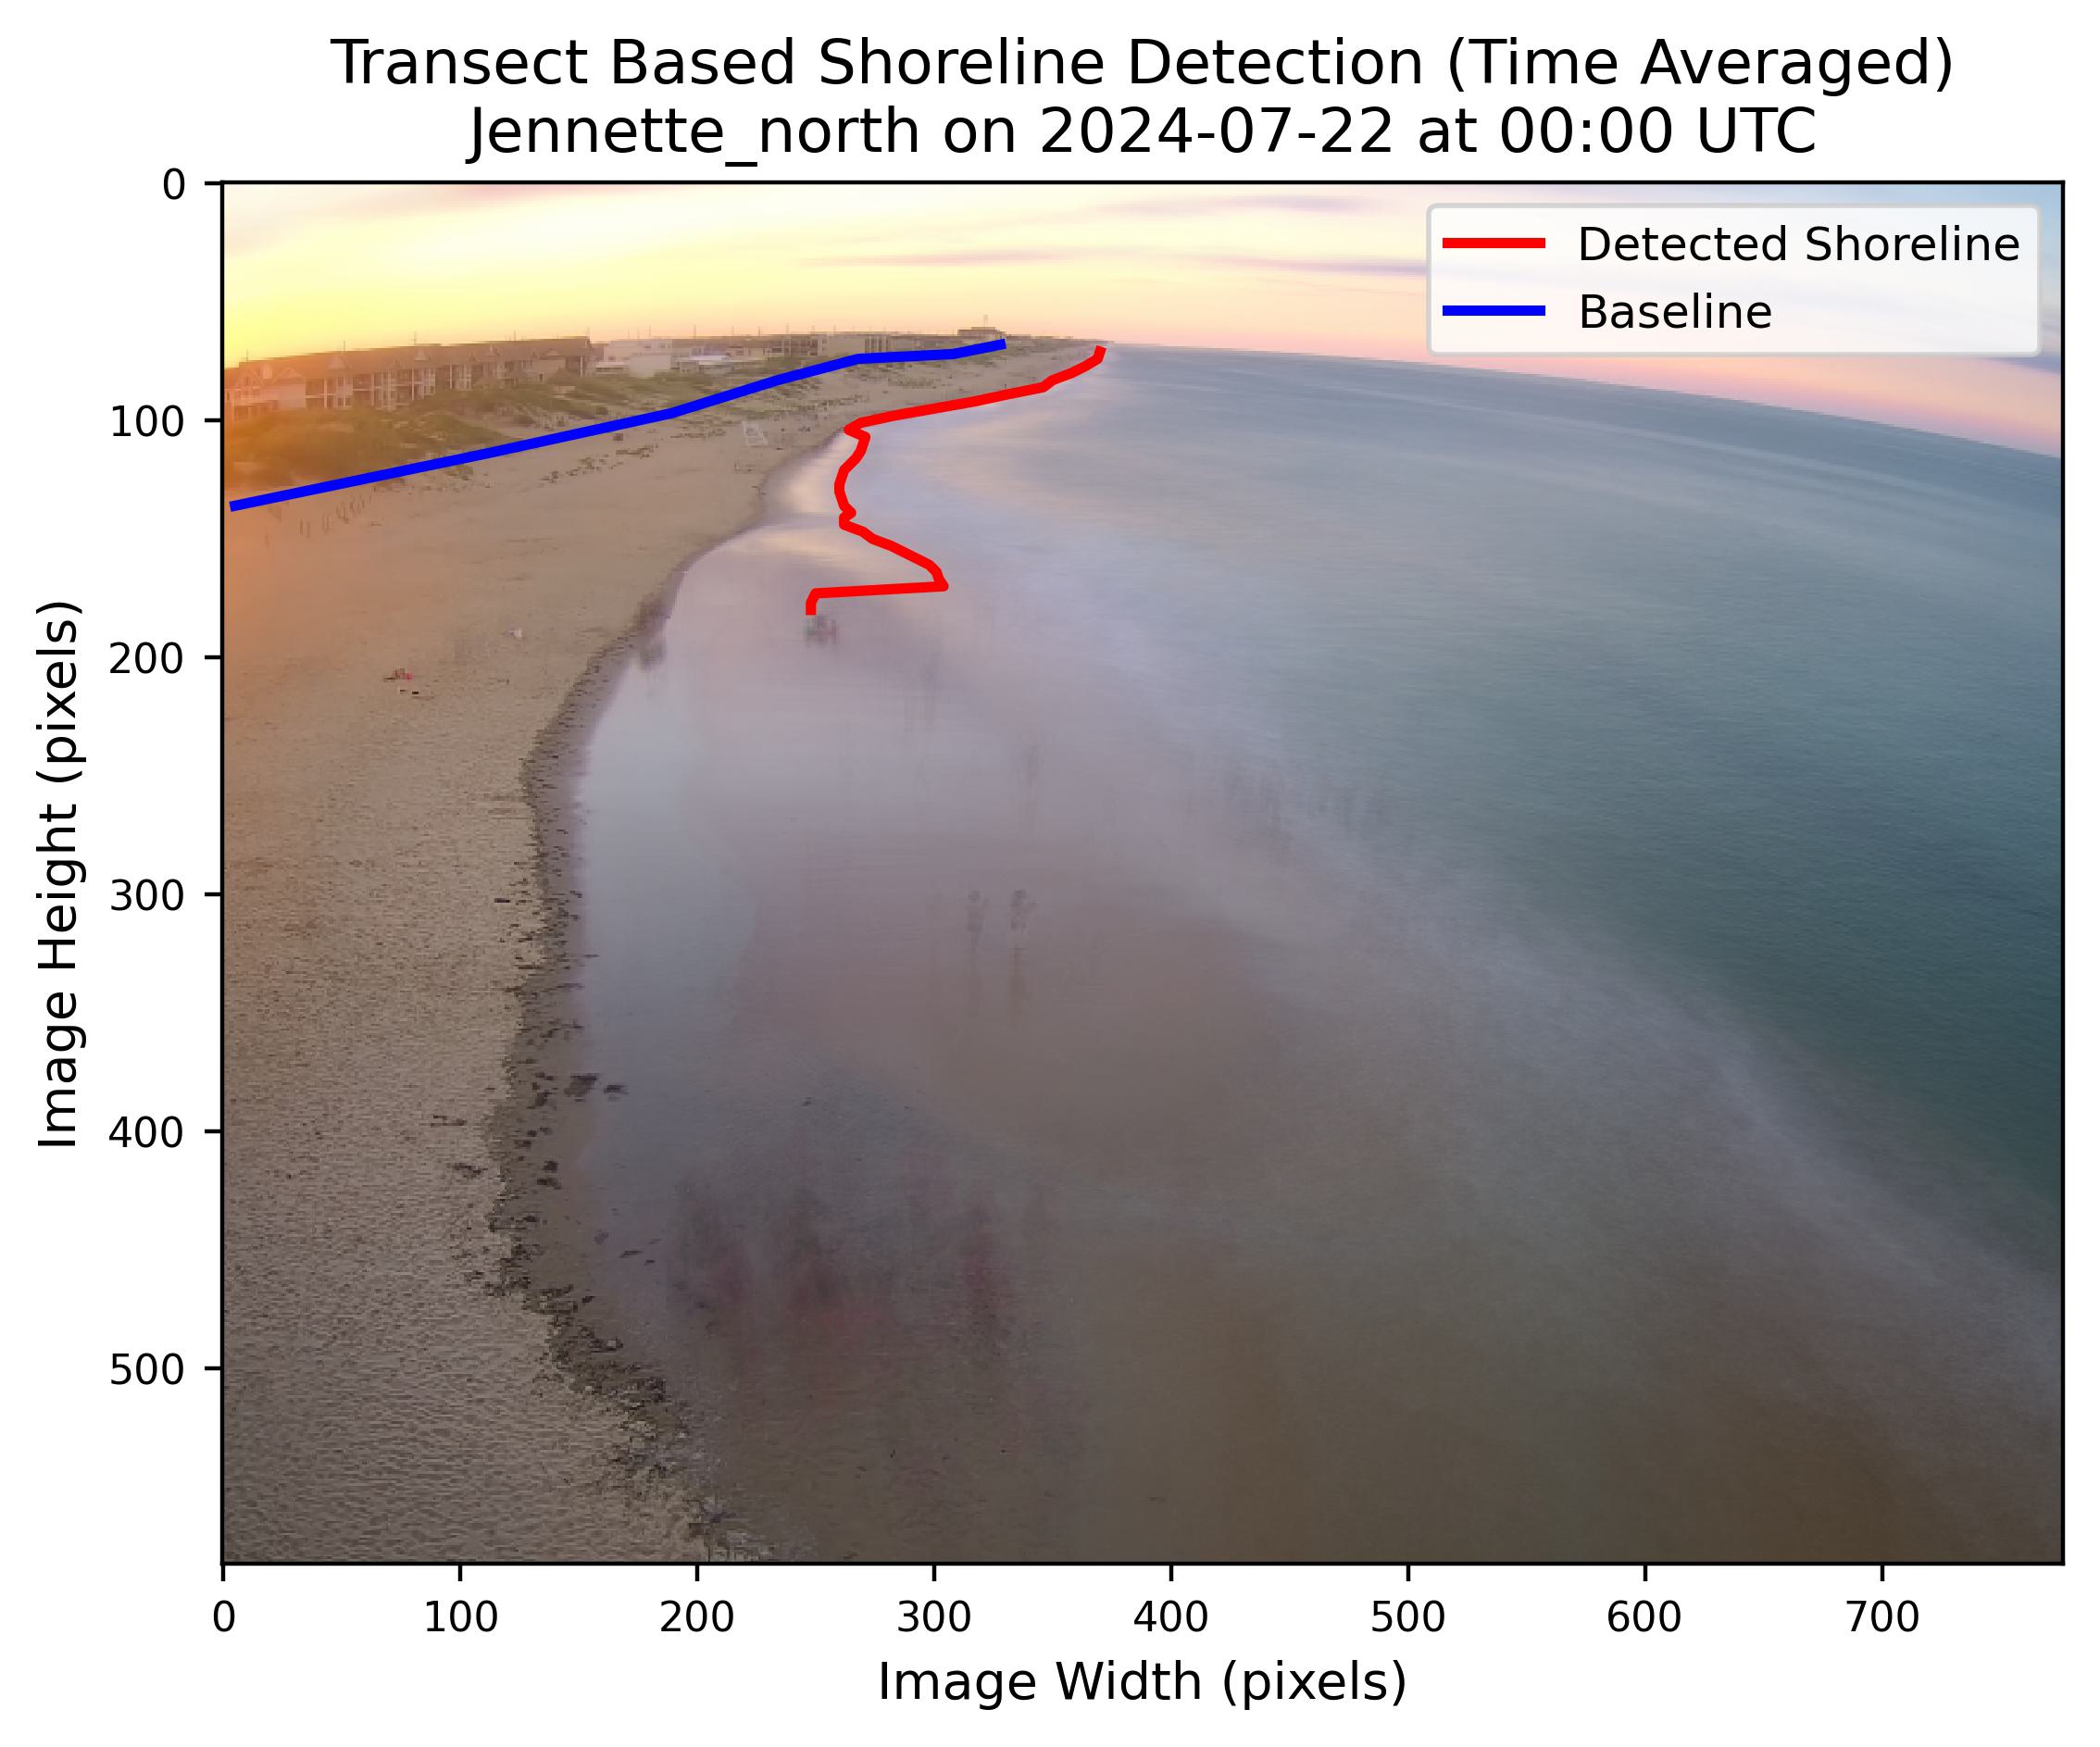 Transect Based Shoreline Detection (Time Averaged)
Jennette_north on 2024-07-22 at 00:00 UTC
Detected Shoreline
Baseline
Image Height (pixels)
0
100
200
300
400
500
0 100 200 300 400 500 600 700
Image Width (pixels)